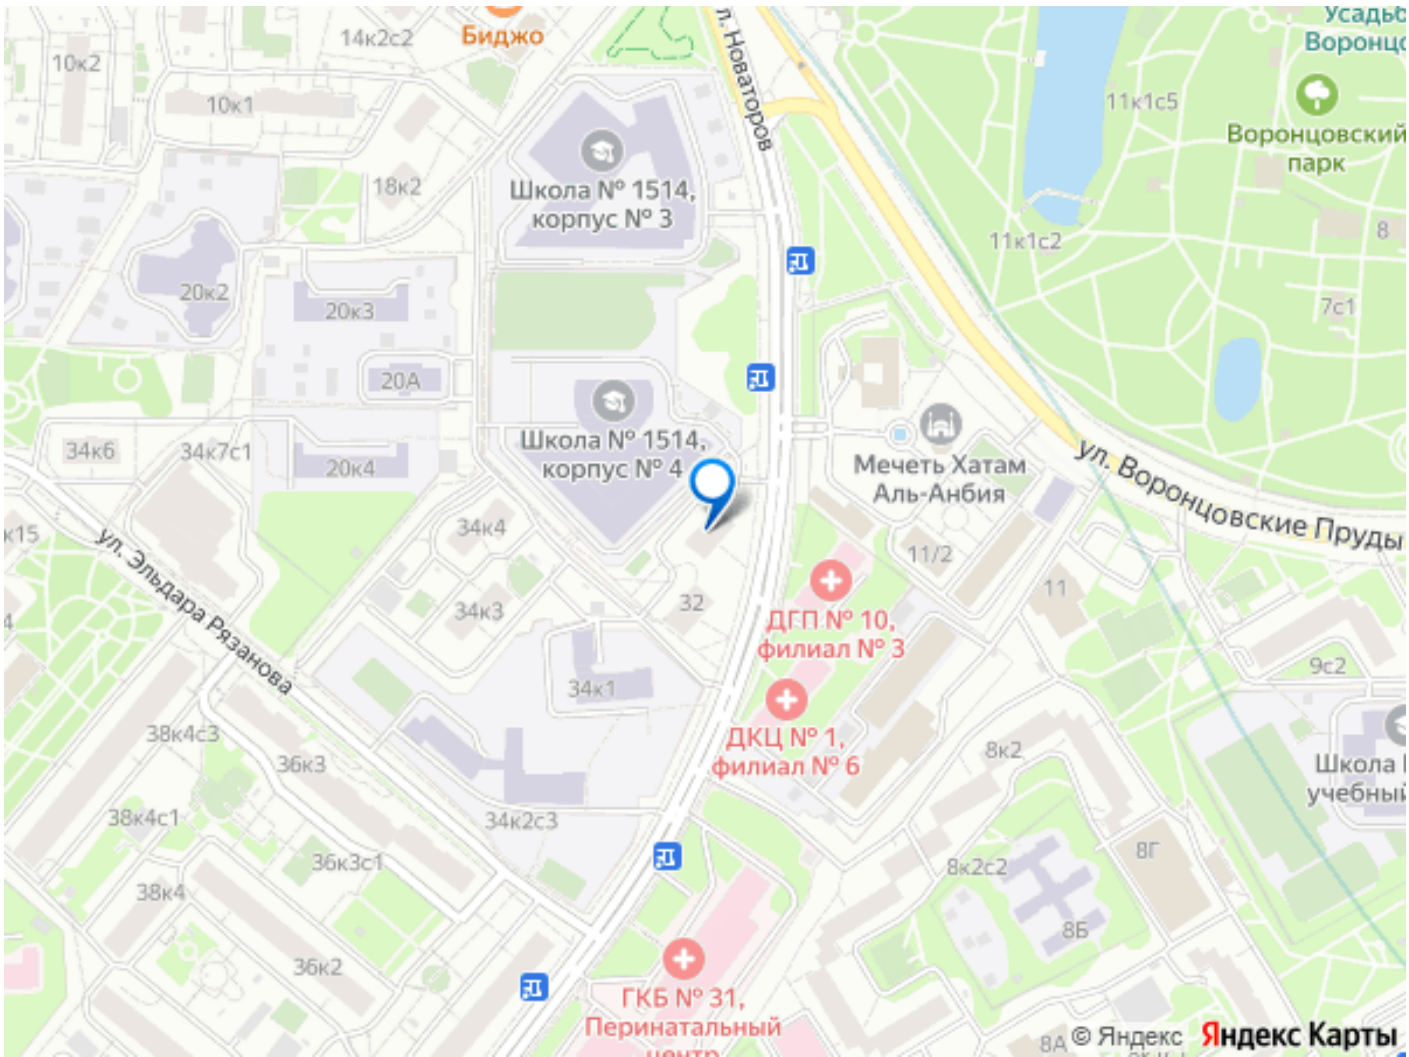 Усадьб
Воронцо
14к2с2
Биджо
10к2
л. Новаторов
10к1
11к1с5
Воронцовский
парк
18к2
Школа № 1514,
корпус № 3
8
11к1с2
20к2
20к3
7с1
20А
Школа № 1514,
корпус № 4
34к6
34к7с1
20к4
Мечеть Хатам
Аль-Анбия
ул. Воронцовские Пруды
к15
34к4
ул. Эльдара Рязанова
11/2
11
34к3
32
4
ДГП № 10,
филиал № 3
9с2
34к1
38к4с3
36к3
ДКЦ № 1,
филиал № 6
8к2
Школа
учебный
38к4с1
34к2с3
36к3с1
8Г
8к2с2
38к4
8Б
36к2
ГКБ № 31,
Перинатальный
центр
8А
© Яндекс Яндекс Карты